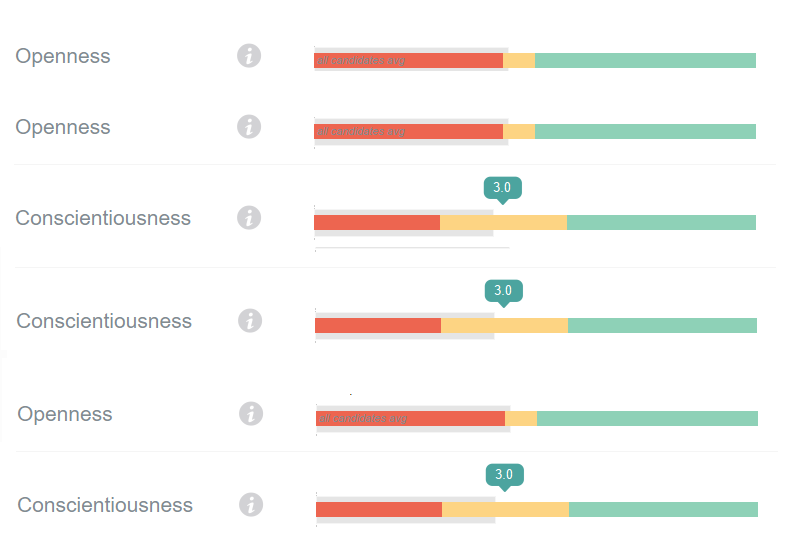 Openness i
all candidates avg
Openness i
all candidates avg
3.0
Conscientiousness i
3.0
Conscientiousness i
Openness i
all candidates avg
3.0
Conscientiousness i